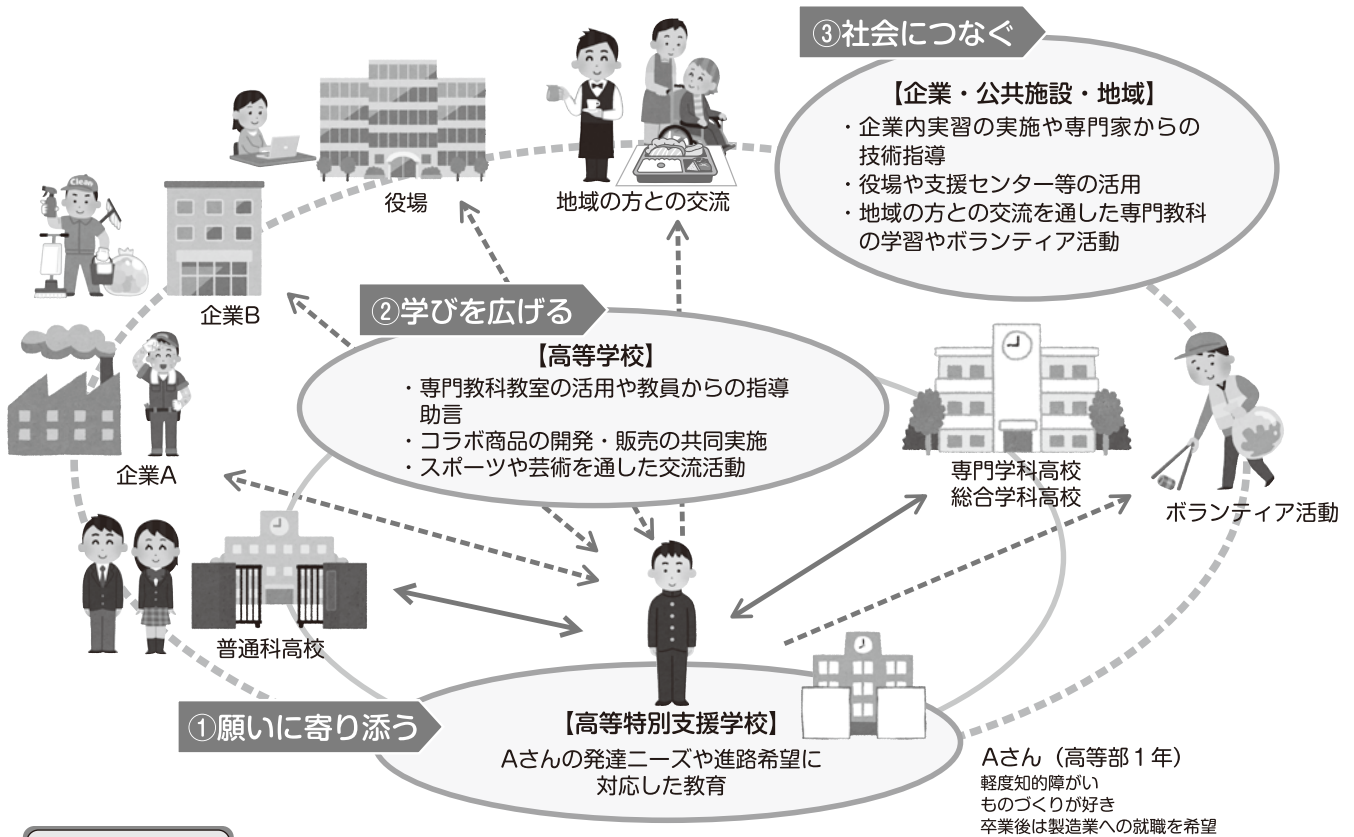 ③社会につなぐ
【企業・公共施設・地域】
・企業内実習の実施や専門家からの
技術指導
・役場や支援センター等の活用
・地域の方との交流を通した専門教科
の学習やボランティア活動
役場
地域の方との交流
Clean
企業B
②学びを広げる
【高等学校】
・専門教科教室の活用や教員からの指導
助言
・コラボ商品の開発・販売の共同実施
・スポーツや芸術を通した交流活動
企業A
専門学科高校
総合学科高校
ボランティア活動
普通科高校
①願いに寄り添う
【高等特別支援学校】
Aさんの発達ニーズや進路希望に
対応した教育
Aさん（高等部１年）
軽度知的障がい
ものづくりが好き
卒業後は製造業への就職を希望